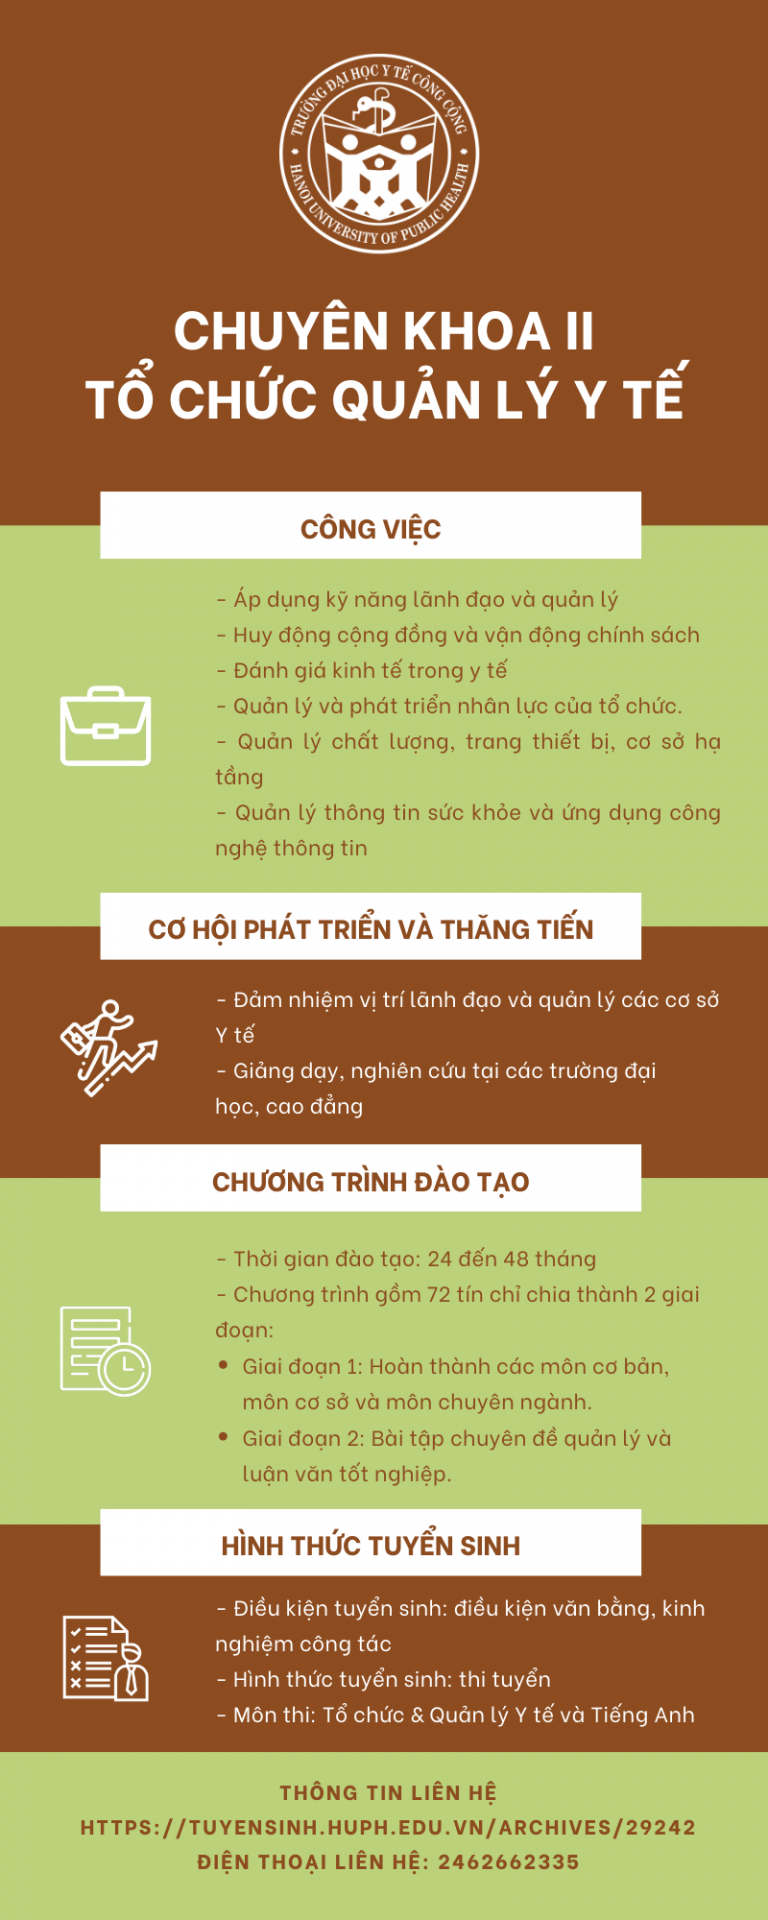 TRƯỜNG ĐẠI HỌC Y TẾ CÔNG CỘNG
HANOI UNIVERSITY OF PUBLIC HEALTH
CHUYÊN KHOA II
TỔ CHỨC QUẢN LÝ Y TẾ
CÔNG VIỆC
- Áp dụng kỹ năng lãnh đạo và quản lý
- Huy động cộng đồng và vận động chính sách
- Đánh giá kinh tế trong y tế
- Quản lý và phát triển nhân lực của tổ chức.
- Quản lý chất lượng, trang thiết bị, cơ sở hạ
tầng
- Quản lý thông tin sức khỏe và ứng dụng công
nghệ thông tin
CƠ HỘI PHÁT TRIỂN VÀ THĂNG TIẾN
- Đảm nhiệm vị trí lãnh đạo và quản lý các cơ sở
Y tế
- Giảng dạy, nghiên cứu tại các trường đại
học, cao đẳng
CHƯƠNG TRÌNH ĐÀO TẠO
- Thời gian đào tạo: 24 đến 48 tháng
- Chương trình gồm 72 tín chỉ chia thành 2 giai
đoạn:
• Giai đoạn 1: Hoàn thành các môn cơ bản,
môn cơ sở và môn chuyên ngành.
• Giai đoạn 2: Bài tập chuyên đề quản lý và
luận văn tốt nghiệp.
HÌNH THỨC TUYỂN SINH
- Điều kiện tuyển sinh: điều kiện văn bằng, kinh
nghiệm công tác
- Hình thức tuyển sinh: thi tuyển
- Môn thi: Tổ chức & Quản lý Y tế và Tiếng Anh
THÔNG TIN LIÊN HỆ
HTTPS://TUYENSINH.HUPH.EDU.VN/ARCHIVES/29242
ĐIỆN THOẠI LIÊN HỆ: 2462662335